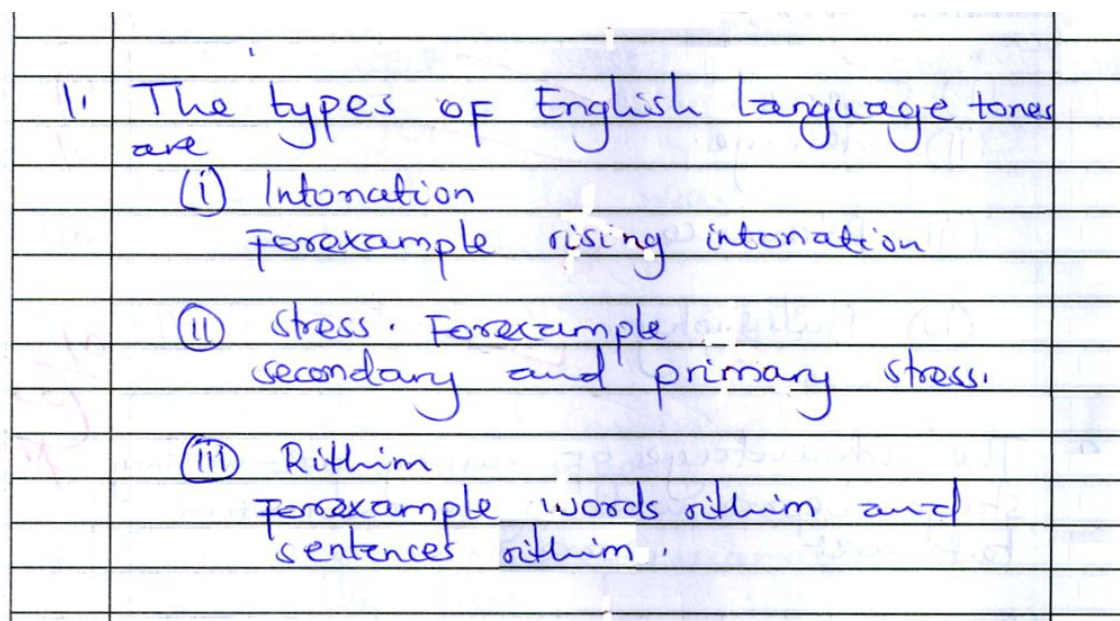 1. The types of English language tones
are
(i) Intonation
Forexample rising intonation
(ii) Stress. Forexample
secondary and primary stress.
(iii) Rithim
Forexample words rithim and
sentences rithim.